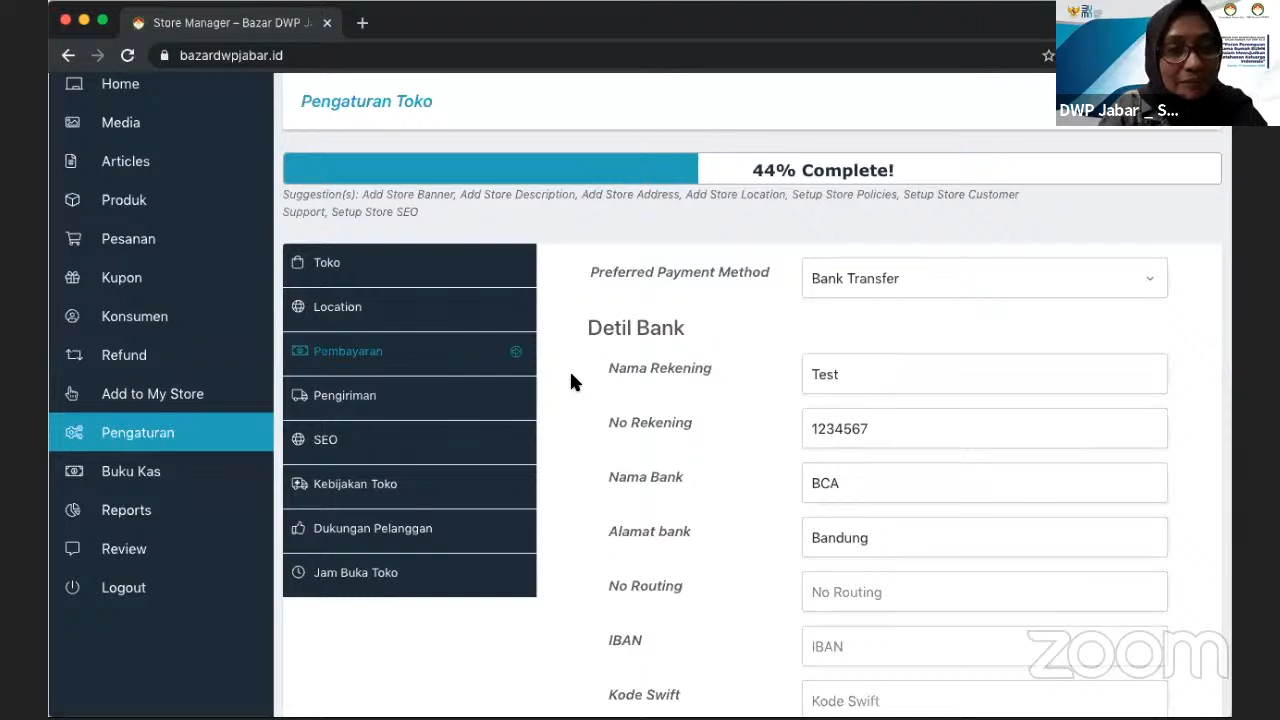 Store Manager – Bazar DWP J
bazardwpjabar.id
Home
Media
Articles
Produk
Pesanan
Kupon
Konsumen
Refund
Add to My Store
Pengaturan
Buku Kas
Reports
Review
Logout
Pengaturan Toko
44% Complete!
Suggestion(s): Add Store Banner, Add Store Description, Add Store Address, Add Store Location, Setup Store Policies, Setup Store Customer
Support, Setup Store SEO
Toko
Location
Pembayaran
Pengiriman
SEO
Kebijakan Toko
Dukungan Pelanggan
Jam Buka Toko
Preferred Payment Method
Bank Transfer
Detil Bank
Nama Rekening
Test
No Rekening
1234567
Nama Bank
BCA
Alamat bank
Bandung
No Routing
No Routing
IBAN
IBAN
Kode Swift
Kode Swift
zoom
"Peran Perempuan
Indonesia"
DWP Jabar _ S...